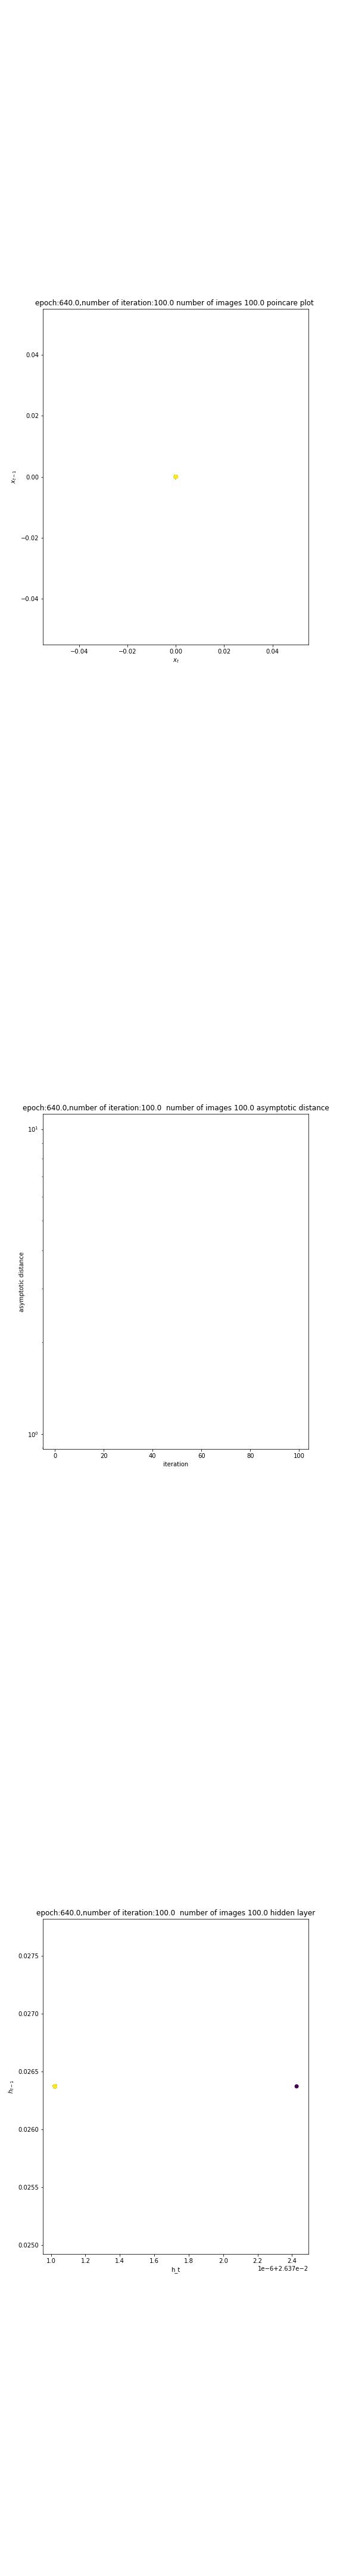 epoch:640.0,number of iteration:100.0 number of images 100.0 poincare plot
0.04
0.02
0.00
−0.02
−0.04
x_{t−1}
−0.04 −0.02 0.00 0.02 0.04
x_t
epoch:640.0,number of iteration:100.0  number of images 100.0 asymptotic distance
10^1
10^0
asymptotic distance
0 20 40 60 80 100
iteration
epoch:640.0,number of iteration:100.0  number of images 100.0 hidden layer
0.0275
0.0270
0.0265
0.0260
0.0255
0.0250
h_{t−1}
1.0 1.2 1.4 1.6 1.8 2.0 2.2 2.4
h_t
1e−6+2.637e−2